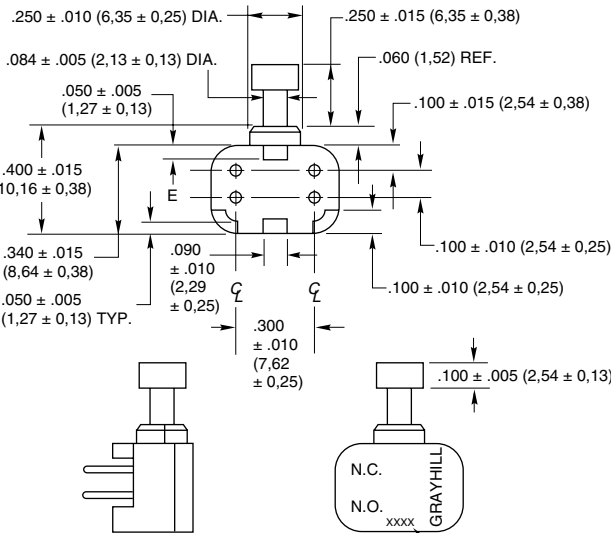 .250 ± .010 (6,35 ± 0,25) DIA.
.250 ± .015 (6,35 ± 0,38)
.084 ± .005 (2,13 ± 0,13) DIA.
.060 (1,52) REF.
.050 ± .005
(1,27 ± 0,13)
.100 ± .015 (2,54 ± 0,38)
.400 ± .015
10,16 ± 0,38)
E
.340 ± .015
(8,64 ± 0,38)
.090
± .010
(2,29
± 0,25)
.100 ± .010 (2,54 ± 0,25)
.050 ± .005
(1,27 ± 0,13) TYP.
℄ ℄
.100 ± .010 (2,54 ± 0,25)
.300
± .010
(7,62
± 0,25)
.100 ± .005 (2,54 ± 0,13)
N.C.
N.O.
xxxx
GRAYHILL